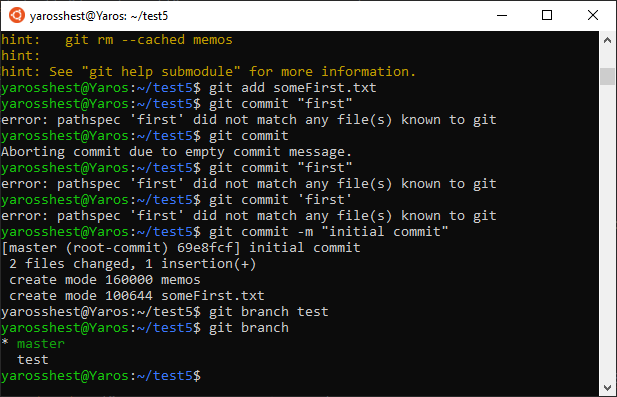 yarosshest@Yaros: ~/test5
hint:   git rm --cached memos
hint:
hint: See "git help submodule" for more information.
yarosshest@Yaros:~/test5$ git add someFirst.txt
yarosshest@Yaros:~/test5$ git commit "first"
error: pathspec 'first' did not match any file(s) known to git
yarosshest@Yaros:~/test5$ git commit
Aborting commit due to empty commit message.
yarosshest@Yaros:~/test5$ git commit "first"
error: pathspec 'first' did not match any file(s) known to git
yarosshest@Yaros:~/test5$ git commit 'first'
error: pathspec 'first' did not match any file(s) known to git
yarosshest@Yaros:~/test5$ git commit -m "initial commit"
[master (root-commit) 69e8fcf] initial commit
 2 files changed, 1 insertion(+)
 create mode 160000 memos
 create mode 100644 someFirst.txt
yarosshest@Yaros:~/test5$ git branch test
yarosshest@Yaros:~/test5$ git branch
* master
  test
yarosshest@Yaros:~/test5$